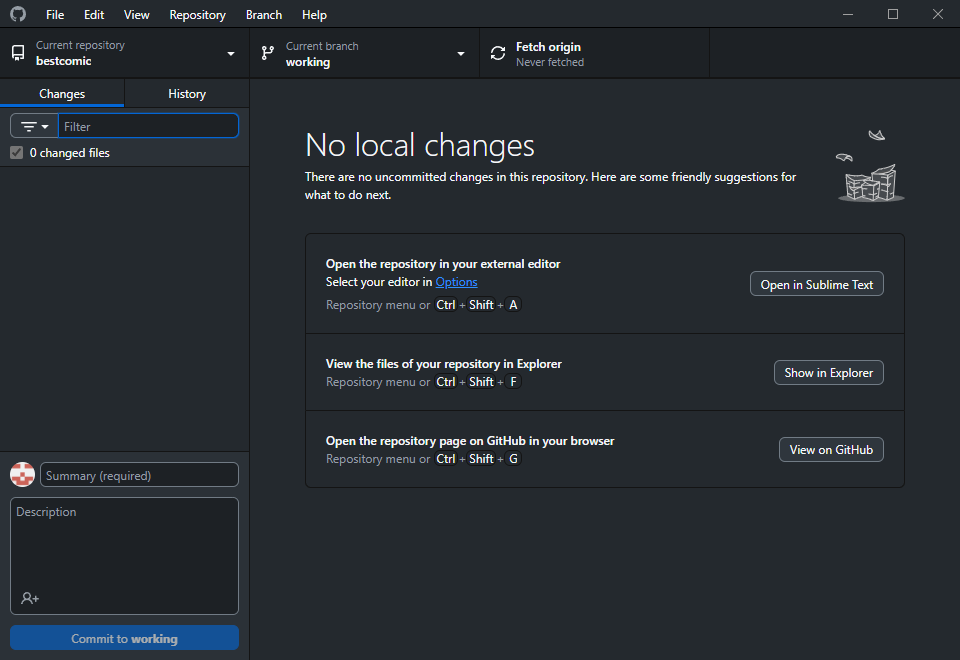 File Edit View Repository Branch Help
Current repository
bestcomic
Current branch
working
Fetch origin
Never fetched
Changes History
Filter
0 changed files
No local changes
There are no uncommitted changes in this repository. Here are some friendly suggestions for
what to do next.
Open the repository in your external editor
Select your editor in Options
Repository menu or Ctrl + Shift + A
Open in Sublime Text
View the files of your repository in Explorer
Repository menu or Ctrl + Shift + F
Show in Explorer
Open the repository page on GitHub in your browser
Repository menu or Ctrl + Shift + G
View on GitHub
Summary (required)
Description
Commit to working